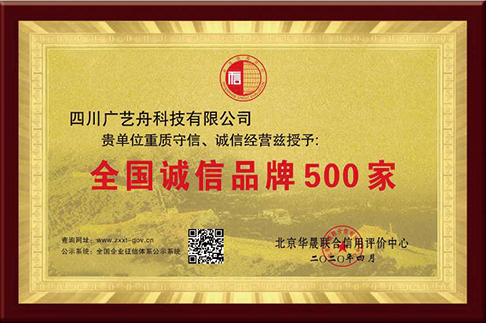 信
四川广艺舟科技有限公司
贵单位重质守信、诚信经营兹授予:
全国诚信品牌500家
查询网址:www.zxxt-gov.cn
公示系统:全国企业征信体系公示系统
北京华晟联合信用评价中心
二〇二〇年四月